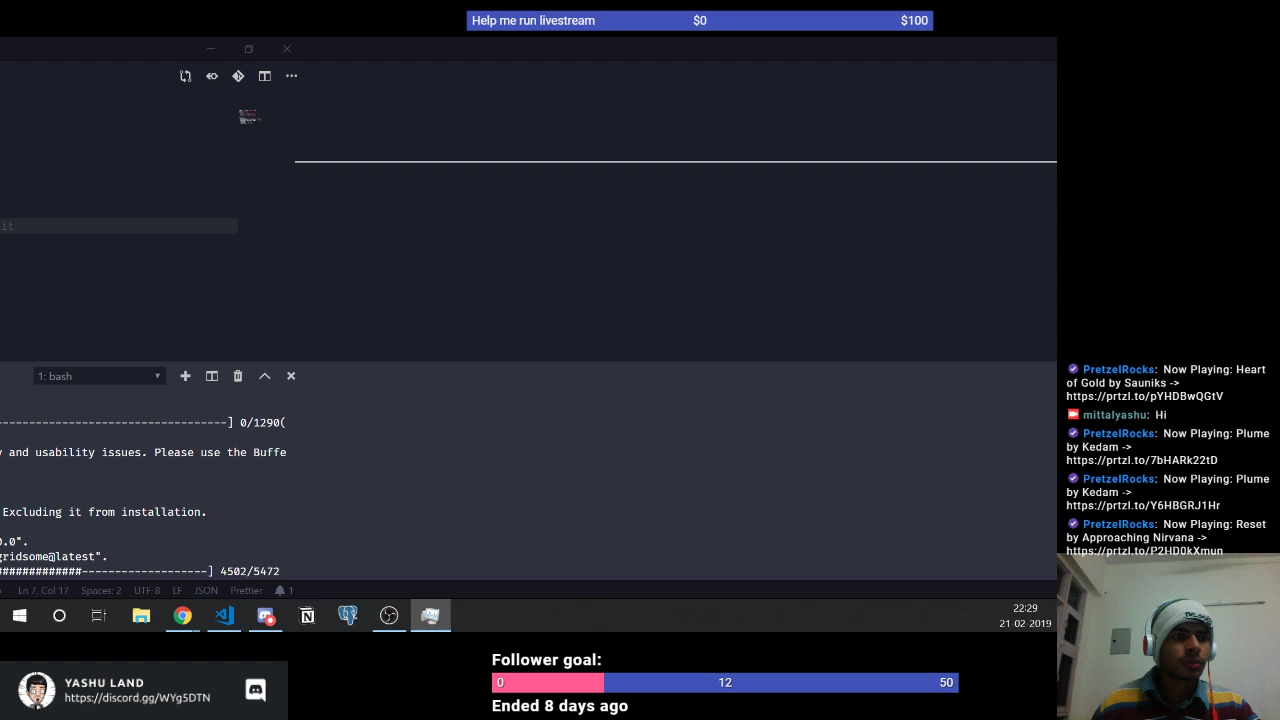 Help me run livestream $0 $100
it
1: bash
-----------------------------------] 0/1290(
y and usability issues. Please use the Buffe
Excluding it from installation.
0.0".
gridsome@latest".
#############-------------------] 4502/5472
Ln 7, Col 17 Spaces: 2 UTF-8 LF JSON Prettier 1
22:29
21-02-2019
PretzelRocks: Now Playing: Heart
of Gold by Sauniks ->
https://prtzl.to/pYHDBwQGtV
mittalyashu: Hi
PretzelRocks: Now Playing: Plume
by Kedam ->
https://prtzl.to/7bHARk22tD
PretzelRocks: Now Playing: Plume
by Kedam ->
https://prtzl.to/Y6HBGRJ1Hr
PretzelRocks: Now Playing: Reset
by Approaching Nirvana ->
https://prtzl.to/P2HD0kXmun
YASHU LAND
https://discord.gg/WYg5DTN
Follower goal:
0 12 50
Ended 8 days ago